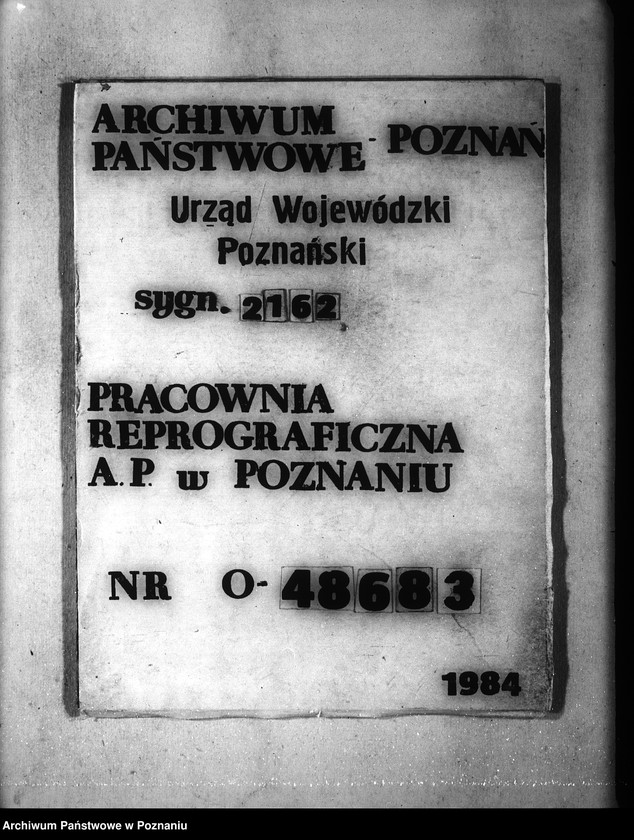 ARCHIWUM
PAŃSTWOWE - POZNAŃ
Urząd Wojewódzki
Poznański
sygn. 2162
PRACOWNIA
REPROGRAFICZNA
A.P. w POZNANIU
NR O-48683
1984
Archiwum Państwowe w Poznaniu